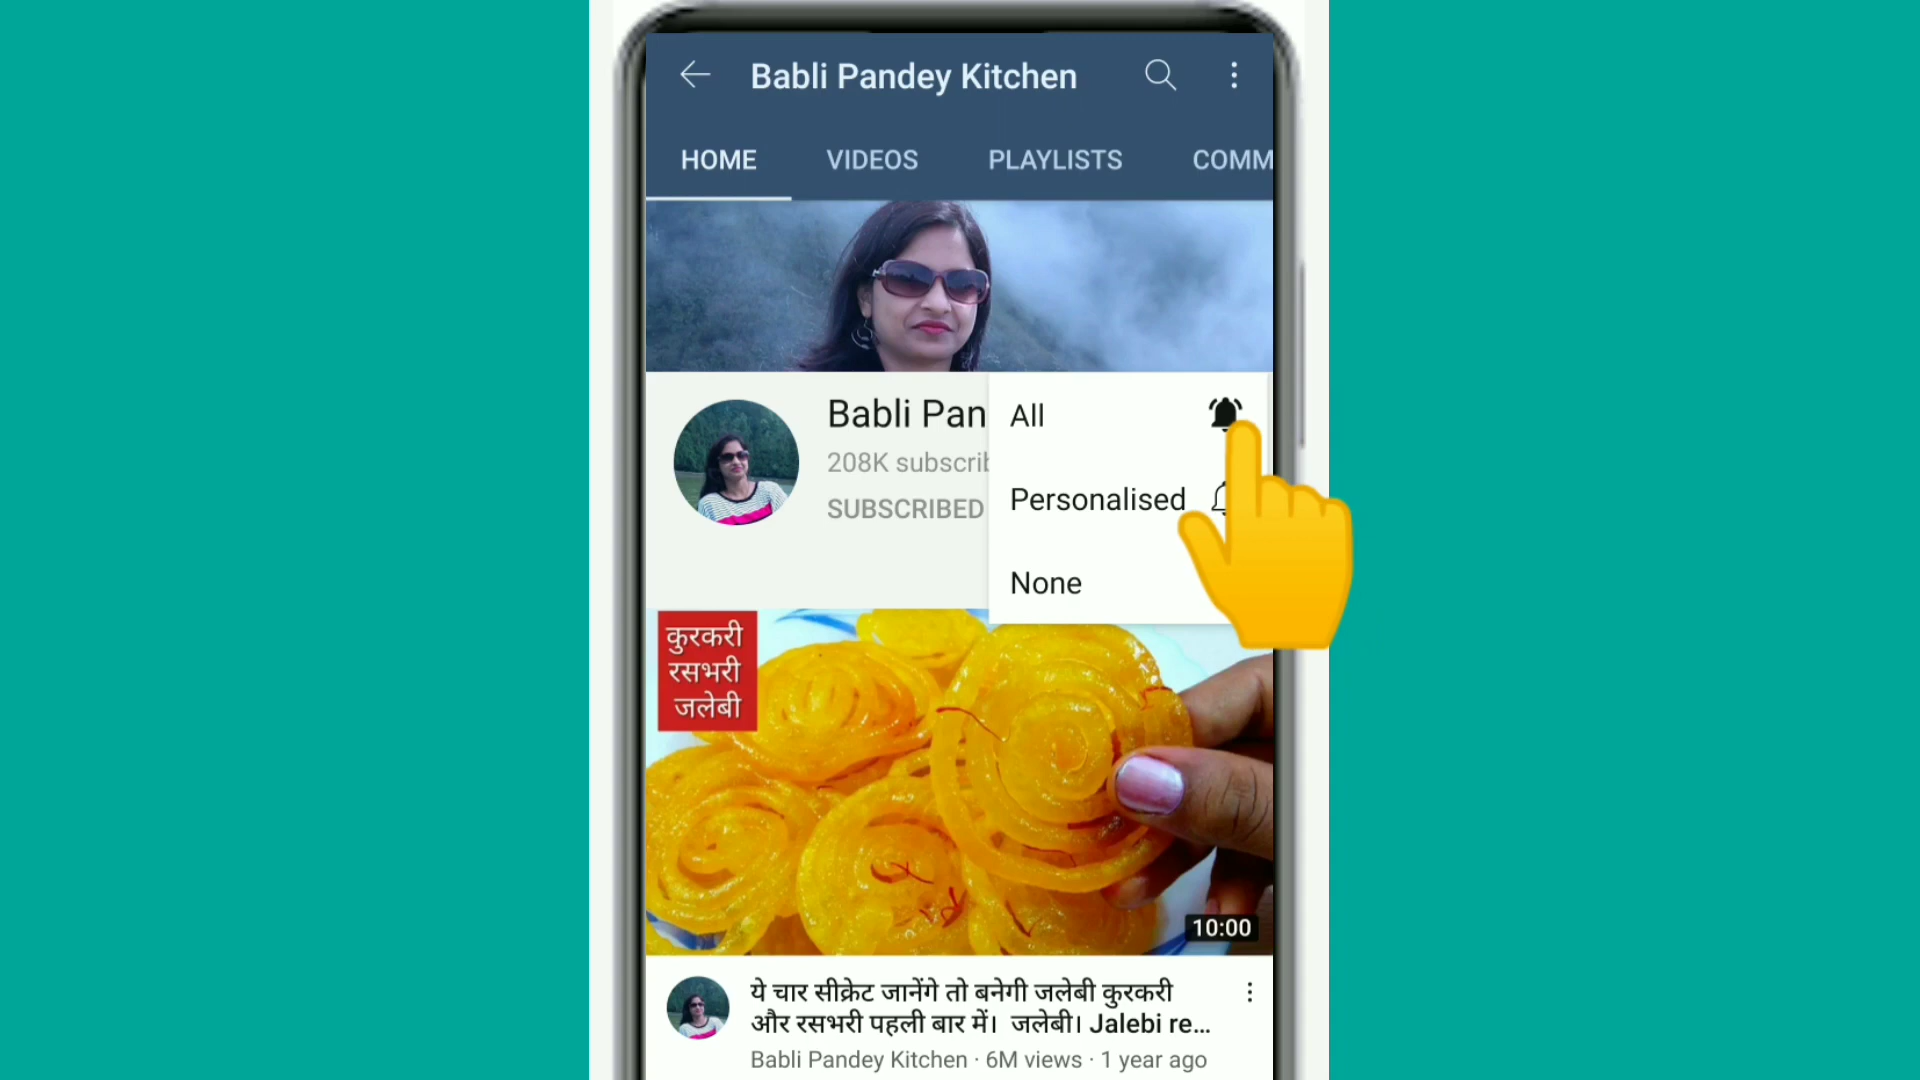 Babli Pandey Kitchen
HOME VIDEOS PLAYLISTS COMM
Babli Pan
208K subscrib
SUBSCRIBED
All
Personalised
None
कुरकरी
रसभरी
जलेबी
10:00
ये चार सीक्रेट जानेंगे तो बनेगी जलेबी कुरकरी
और रसभरी पहली बार में। जलेबी। Jalebi re...
Babli Pandey Kitchen · 6M views · 1 year ago